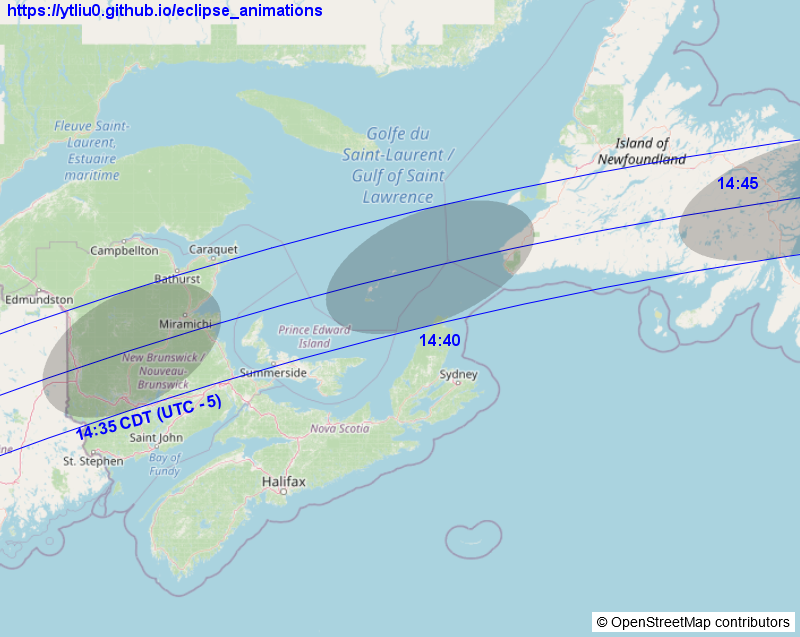 https://ytliu0.github.io/eclipse_animations
Fleuve Saint-
Laurent,
Estuaire
maritime
Golfe du
Saint-Laurent /
Gulf of Saint
Lawrence
Island of
Newfoundland
14:45
Campbellton
Caraquet
Bathurst
Edmundston
Miramichi
Prince Edward
Island
14:40
New Brunswick /
Nouveau-
Brunswick
Summerside
Sydney
14:35 CDT (UTC - 5)
Nova Scotia
Saint John
St. Stephen
Bay of
Fundy
Halifax
© OpenStreetMap contributors